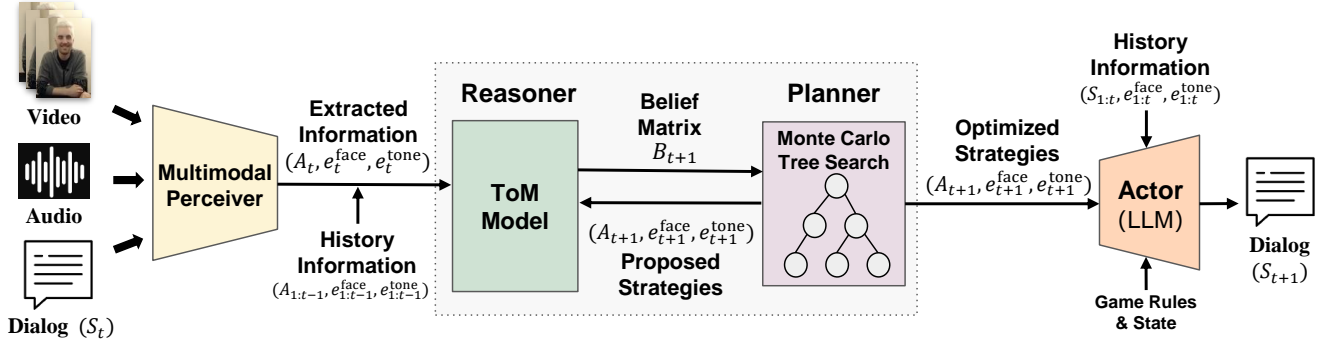 Video
Audio
Dialog (S_t)
Multimodal
Perceiver
Extracted
Information
(A_t, e_t^face, e_t^tone)
History
Information
(A_{1:t−1}, e_{1:t−1}^face, e_{1:t−1}^tone)
Reasoner
ToM
Model
Belief
Matrix
B_{t+1}
(A_{t+1}, e_{t+1}^face, e_{t+1}^tone)
Proposed
Strategies
Planner
Monte Carlo
Tree Search
Optimized
Strategies
(A_{t+1}, e_{t+1}^face, e_{t+1}^tone)
History
Information
(S_{1:t}, e_{1:t}^face, e_{1:t}^tone)
Actor
(LLM)
Game Rules
& State
Dialog
(S_{t+1})